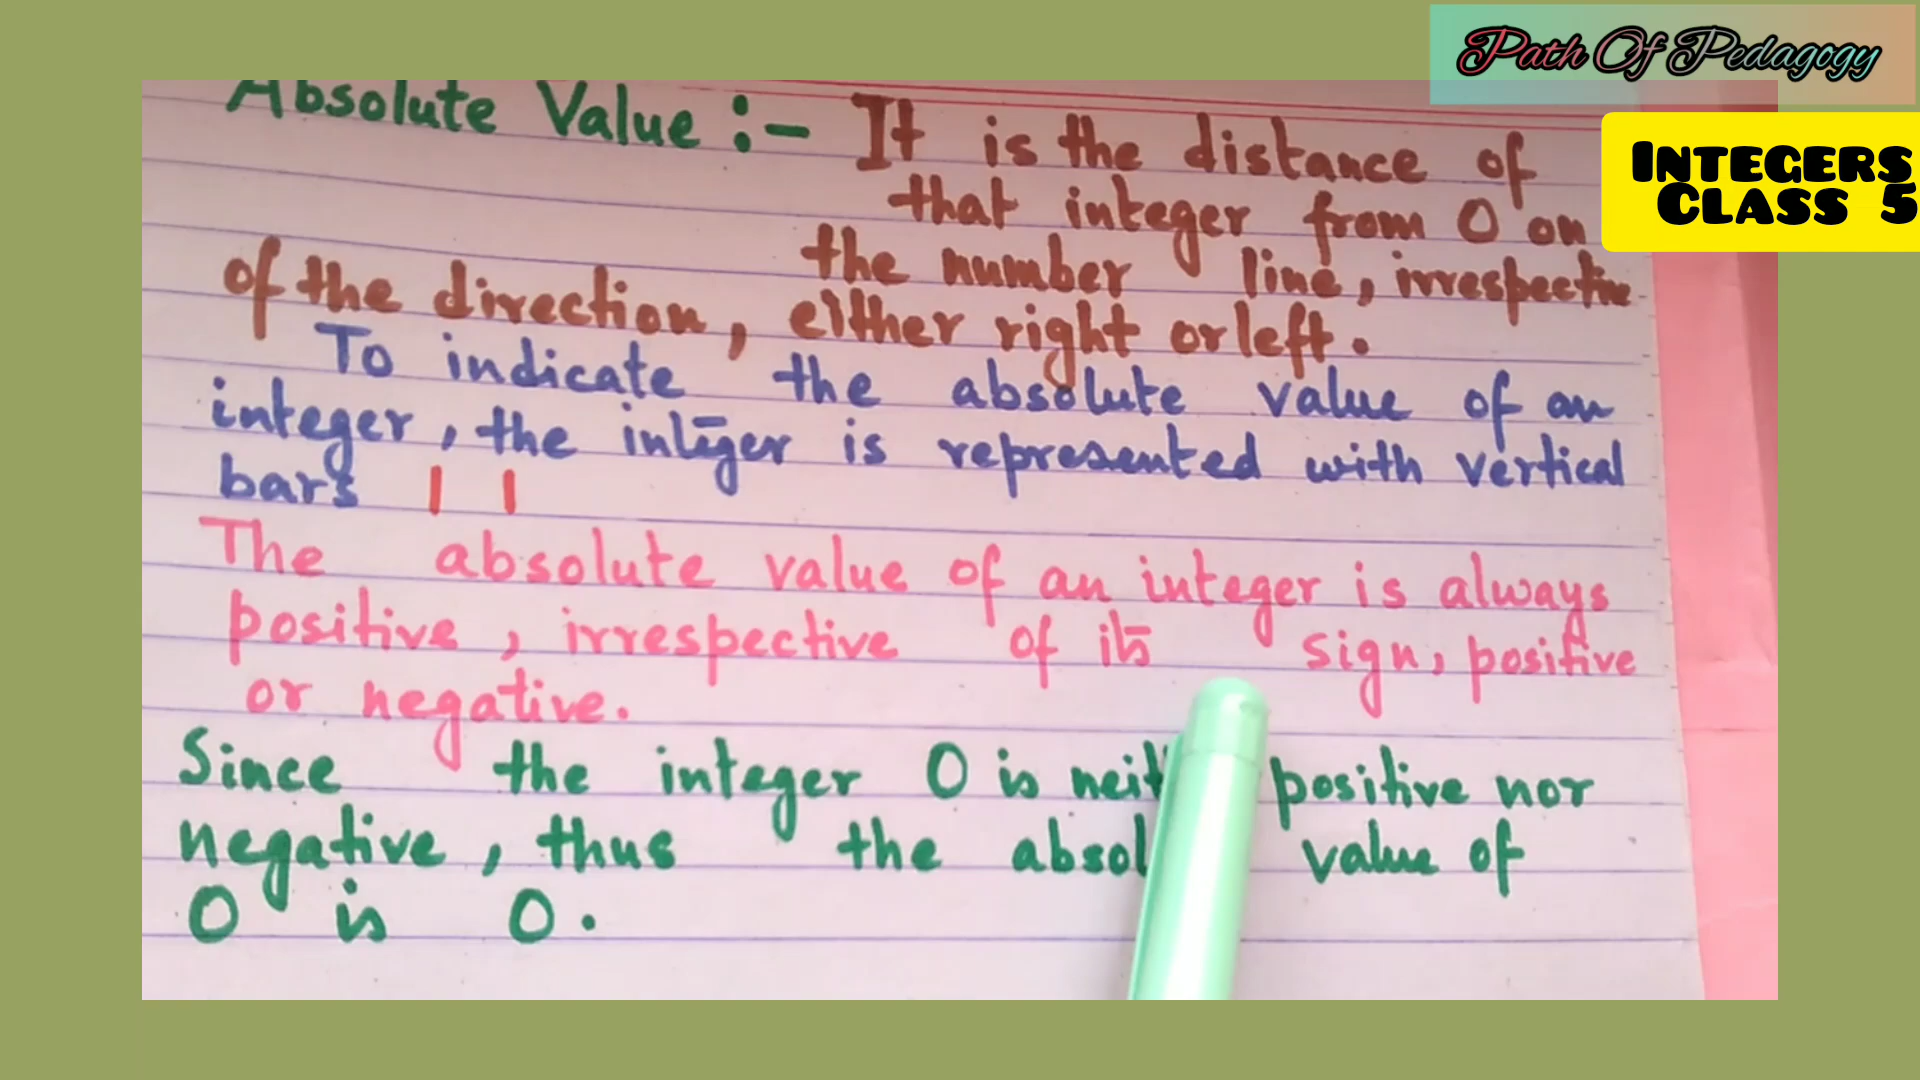 Path Of Pedagogy
INTEGERS
CLASS 5
Absolute Value :- It is the distance of
that integer from 0 on
the number line, irrespective
of the direction, either right or left.
To indicate the absolute value of an
integer, the integer is represented with vertical
bars | |
The absolute value of an integer is always
positive, irrespective of its sign, positive
or negative.
Since the integer 0 is neit positive nor
negative, thus the absol value of
0 is 0.